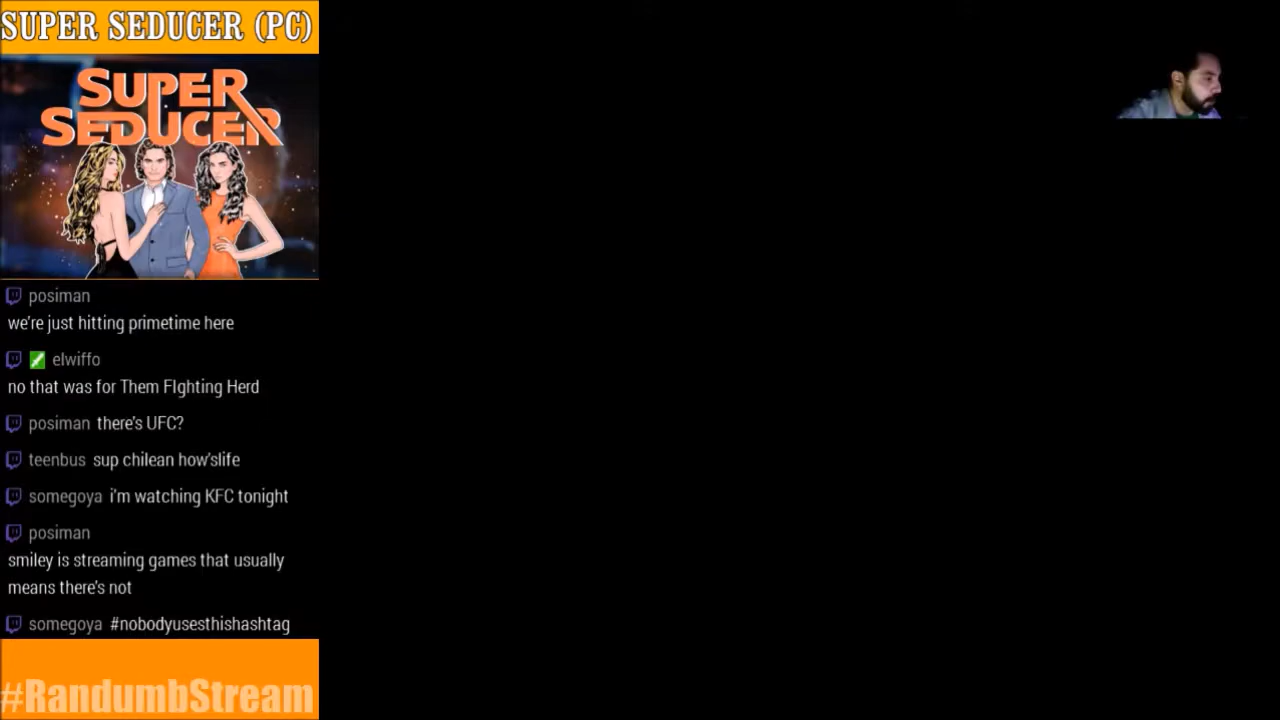 SUPER SEDUCER (PC)
SUPER
SEDUCER
posiman
we're just hitting primetime here
elwiffo
no that was for Them FIghting Herd
posiman there's UFC?
teenbus sup chilean how'slife
somegoya i'm watching KFC tonight
posiman
smiley is streaming games that usually
means there's not
somegoya #nobodyusesthishashtag
#RandumbStream